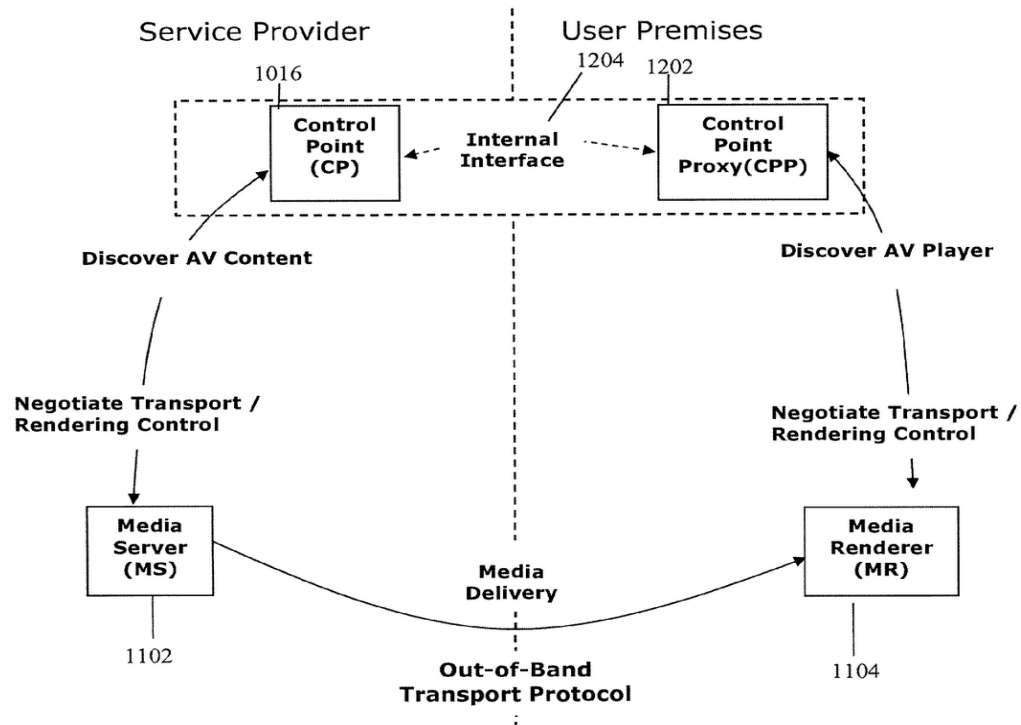 Service Provider
User Premises
1016
1204
1202
Control
Point
(CP)
Internal
Interface
Control
Point
Proxy(CPP)
Discover AV Content
Discover AV Player
Negotiate Transport /
Rendering Control
Negotiate Transport /
Rendering Control
Media
Server
(MS)
Media
Delivery
Media
Renderer
(MR)
1102
1104
Out-of-Band
Transport Protocol